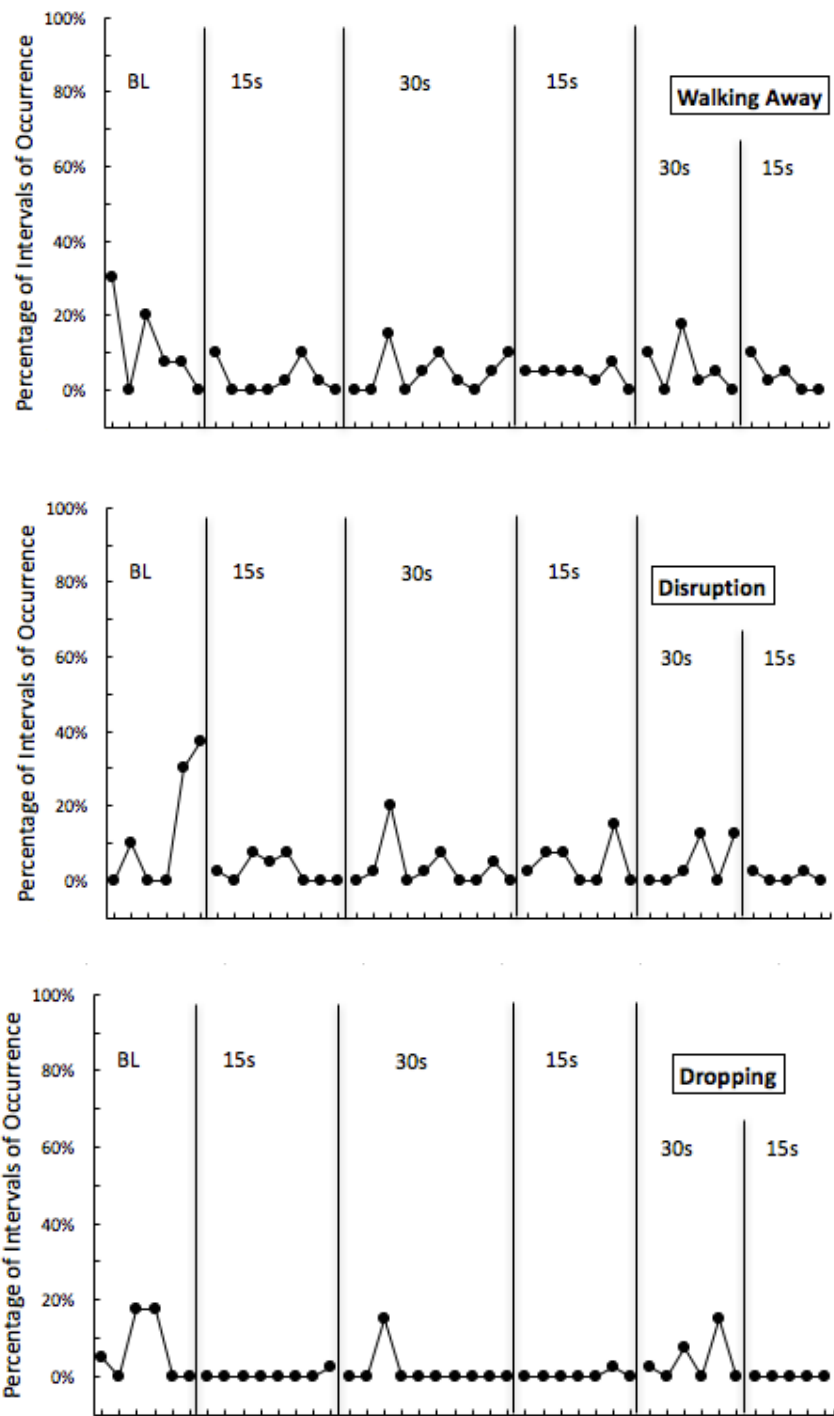 Percentage of Intervals of Occurrence
100%
80%
60%
40%
20%
0%
BL
15s
30s
15s
Walking Away
30s
15s
Percentage of Intervals of Occurrence
100%
80%
60%
40%
20%
0%
BL
15s
30s
15s
Disruption
30s
15s
Percentage of Intervals of Occurrence
100%
80%
60%
40%
20%
0%
BL
15s
30s
15s
Dropping
30s
15s